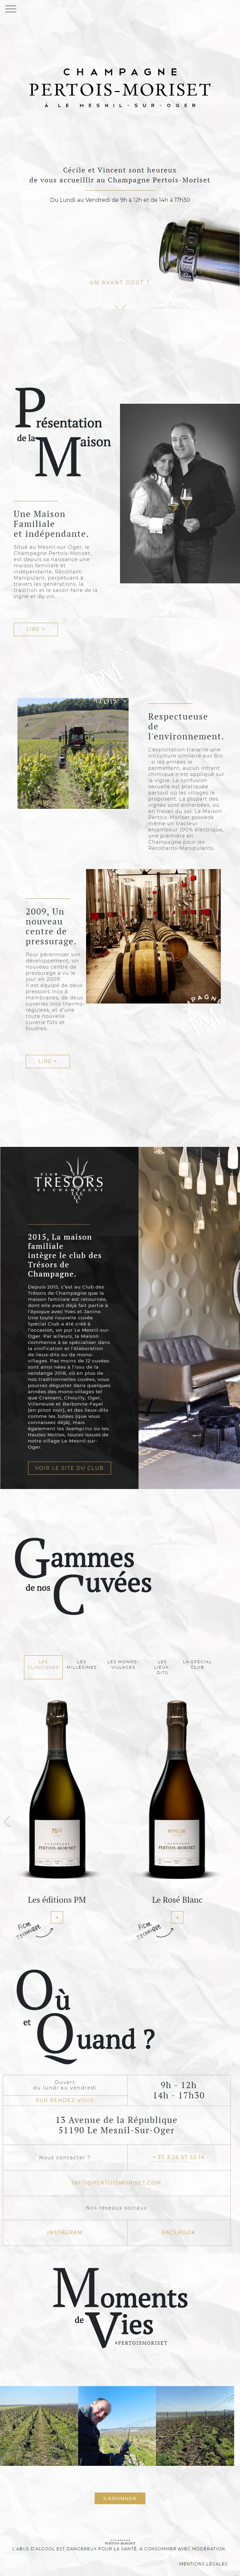 CHAMPAGNE
PERTOIS-MORISET
À LE MESNIL-SUR-OGER
Cécile et Vincent sont heureux
de vous accueillir au Champagne Pertois-Moriset
Du Lundi au Vendredi de 9h à 12h et de 14h à 17h30
UN AVANT GOÛT ?
Présentation
de la Maison
Une Maison
Familiale
et indépendante.
Situé au Mesnil-sur-Oger, le
Champagne Pertois-Moriset,
est depuis sa naissance une
maison familiale et
indépendante, Récoltant-
Manipulant, perpétuant à
travers les générations, la
tradition et le savoir-faire de la
vigne et du vin.
LIRE +
Respectueuse
de
l'environnement.
L'exploitation travaille une
viticulture similaire aux Bio
: si les années le
permettent, aucun intrant
chimique n'est appliqué sur
la vigne. La confusion
sexuelle est pratiquée
partout où les villages le
proposent. La plupart des
vignes sont enherbées, ou
en travail du sol. La Maison
Pertois-Moriset possède
même un tracteur
enjambeur 100% électrique,
une première en
Champagne pour les
Récoltants-Manipulants.
2009, Un
nouveau
centre de
pressurage.
Pour pérenniser son
développement, un
nouveau centre de
pressurage a vu le
jour en 2009.
Il est équipé de deux
pressoirs inox à
membranes, de deux
cuveries inox thermo-
régulées, et d'une
toute nouvelle
cuverie fûts et
foudres.
LIRE +
CLUB
TRÉSORS
DE CHAMPAGNE
2015, La maison
familiale
intègre le club des
Trésors de
Champagne.
Depuis 2015, c'est au Club des
Trésors de Champagne que la
maison familiale est retournée,
dont elle avait déjà fait partie à
l'époque avec Yves et Janine.
Une toute nouvelle cuvée
Spécial Club a été créé à
l'occasion, un pur Le Mesnil-sur-
Oger. Par ailleurs, la Maison
commence à se spécialiser dans
la vinification et l'élaboration
de lieux-dits ou de mono-
villages. Pas moins de 12 cuvées
sont ainsi nées à l'issu de la
vendange 2018, où en plus de
nos traditionnelles cuvées, vous
pourrez déguster dans quelques
années des mono-villages tel
que Cramant, Chouilly, Oger,
Villeneuve et Barbonne-Fayel
(en pinot noir), et des lieux-dits
comme les Jutées (que vous
connaissez déjà), mais
également les Jeamprins ou les
Hautes Mottes, toutes issues de
notre village Le Mesnil-sur-
Oger.
VOIR LE SITE DU CLUB
Gammes
de nos Cuvées
LES CLASSIQUES
LES MILLÉSIMES
LES MONOS-VILLAGES
LES LIEUX-DITS
LA SPÉCIAL CLUB
PERTOIS-MORISET
PERTOIS-MORISET
Les éditions PM
Le Rosé Blanc
+
+
FICHE TECHNIQUE
FICHE TECHNIQUE
Où
et Quand ?
Ouvert
du lundi au vendredi
SUR RENDEZ-VOUS
9h - 12h
14h - 17h30
13 Avenue de la République
51190 Le Mesnil-Sur-Oger
Nous contacter ?
+ 33 3 26 57 52 14
INFO@PERTOISMORISET.COM
Nos réseaux sociaux
INSTAGRAM
FACEBOOK
Moments
de Vies
#PERTOISMORISET
S'ABONNER
CHAMPAGNE
PERTOIS-MORISET
L'ABUS D'ALCOOL EST DANGEREUX POUR LA SANTÉ. A CONSOMMER AVEC MODÉRATION.
MENTIONS LÉGALES